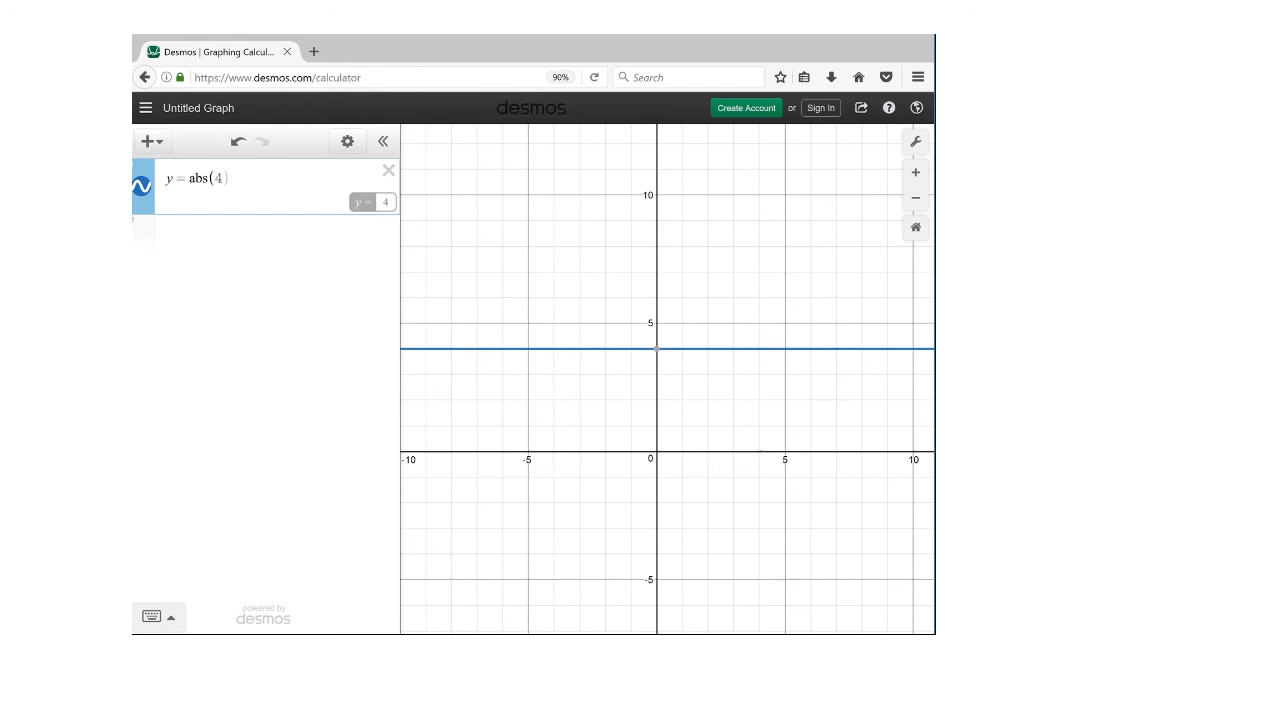 Desmos | Graphing Calcul...
https://www.desmos.com/calculator
90%
Search
Untitled Graph
desmos
Create Account or Sign In
y = abs(4)
y = 4
10
5
-10
-5
0
5
10
-5
powered by
desmos